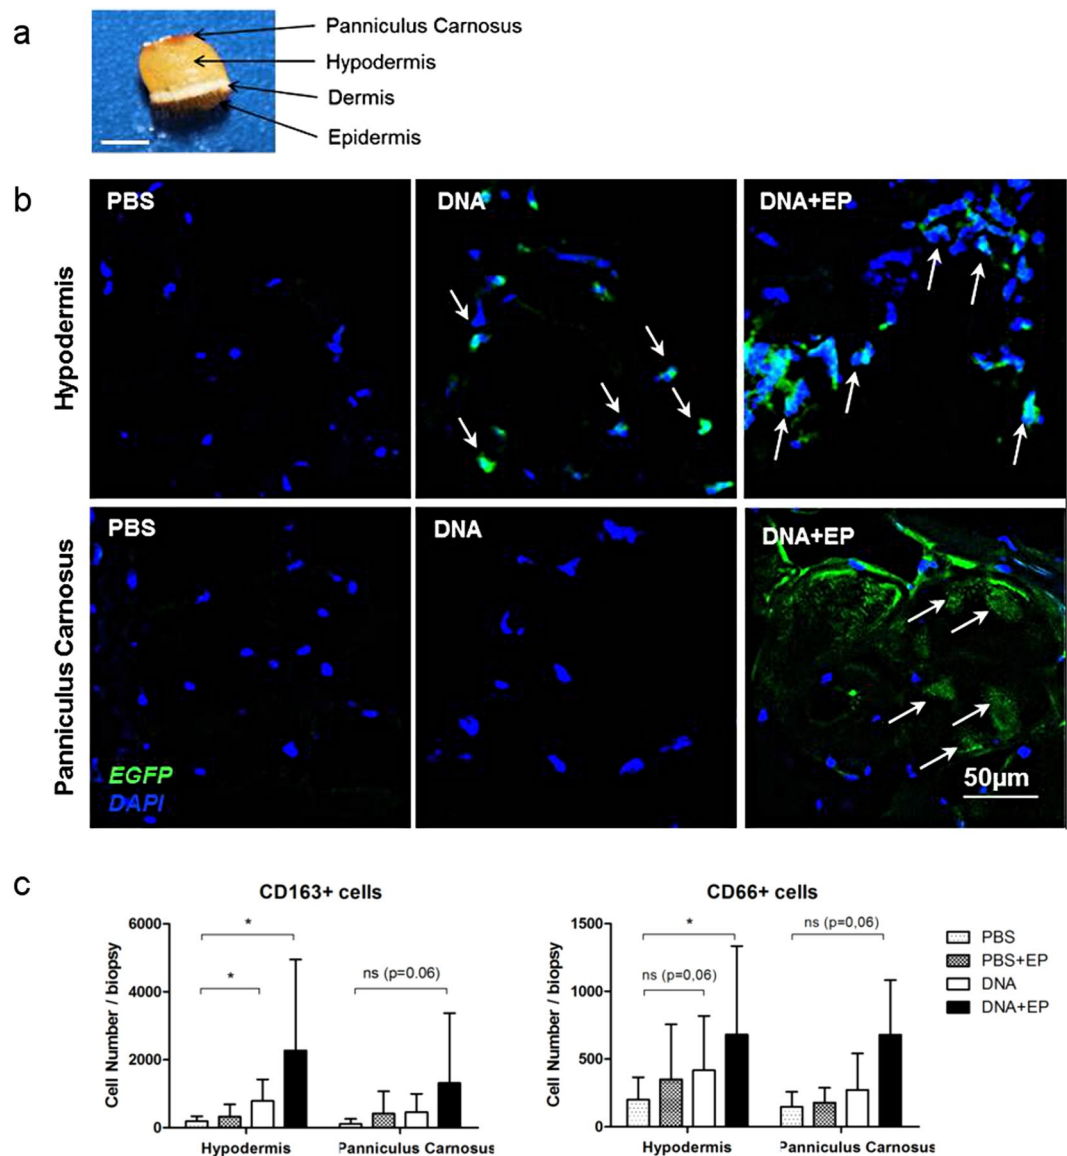 a
Panniculus Carnosus
Hypodermis
Dermis
Epidermis
b
Hypodermis
PBS
DNA
DNA+EP
Panniculus Carnosus
PBS
DNA
DNA+EP
EGFP
DAPI
50µm
c
CD163+ cells
Cell Number / biopsy
6000
4000
2000
0
*
*
ns (p=0.06)
Hypodermis
Panniculus Carnosus
CD66+ cells
Cell Number / biopsy
1500
1000
500
0
*
ns (p=0,06)
ns (p=0,06)
Hypodermis
Panniculus Carnosus
PBS
PBS+EP
DNA
DNA+EP